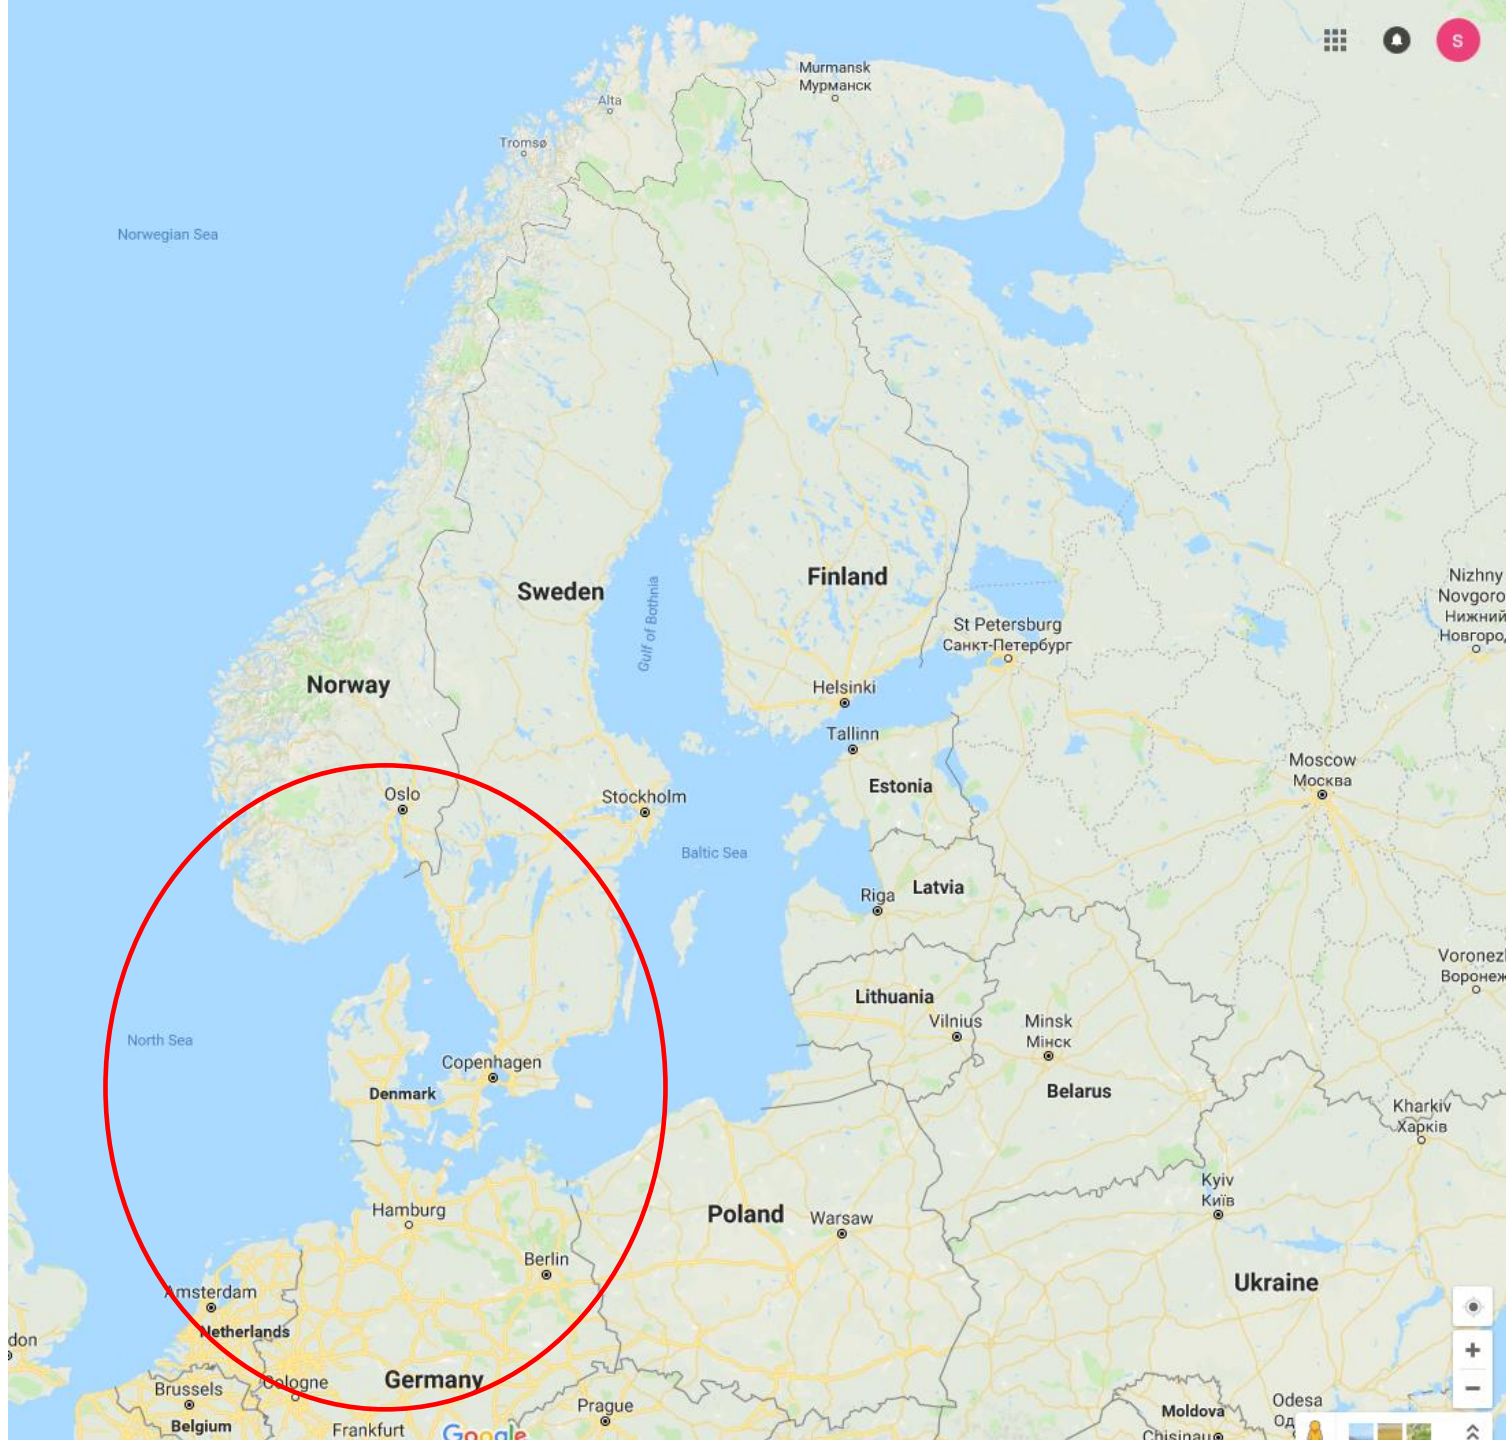 S
Murmansk
Мурманск
Alta
Tromsø
Norwegian Sea
Sweden
Finland
Gulf of Bothnia
Nizhny
Novgoro
Нижний
Новгоро
St Petersburg
Санкт-Петербург
Norway
Helsinki
Tallinn
Estonia
Moscow
Москва
Oslo
Stockholm
Baltic Sea
Riga
Latvia
Voronezh
Воронеж
Lithuania
Vilnius
Minsk
Мінск
North Sea
Copenhagen
Denmark
Belarus
Kharkiv
Харків
Kyiv
Київ
Hamburg
Poland
Warsaw
Berlin
Ukraine
Amsterdam
Netherlands
don
Germany
Cologne
Brussels
Belgium
Prague
Frankfurt
Google
Moldova
Chisinau
Odesa
Од